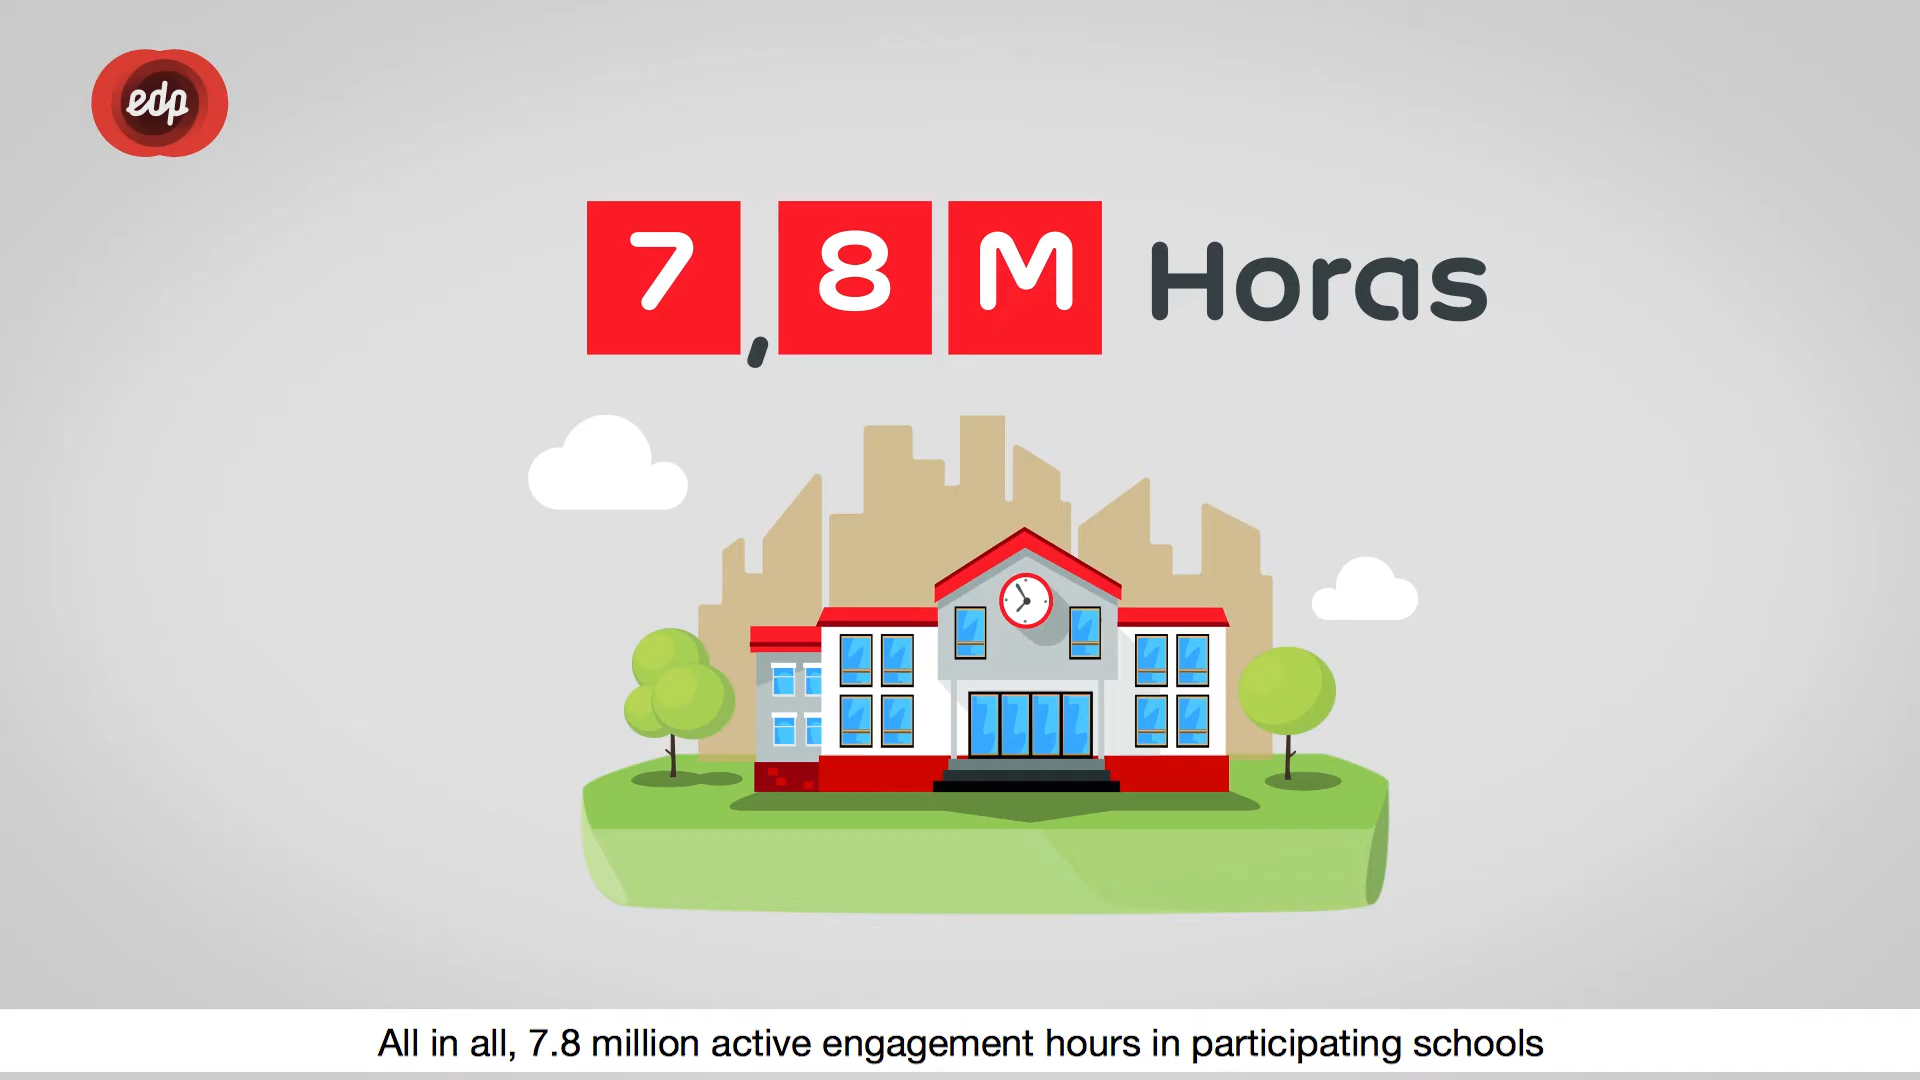 edp
7,8M Horas
All in all, 7.8 million active engagement hours in participating schools